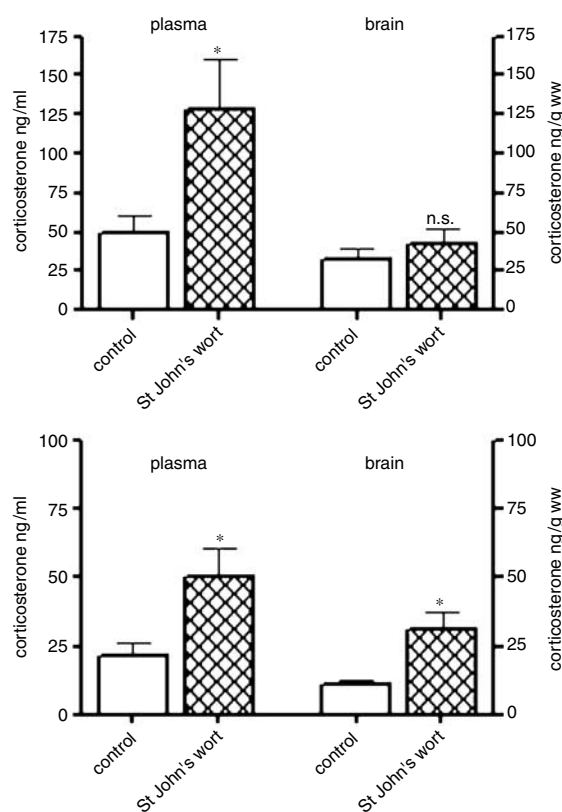 plasma brain
175 175
* 
150 150
125 125
100 100
75 75
n.s.
50 50
25 25
0 0
corticosterone ng/ml
corticosterone ng/g ww
control St John's wort control St John's wort
100 100
plasma brain
75 75
*
50 50
*
25 25
0 0
corticosterone ng/ml
corticosterone ng/g ww
control St John's wort control St John's wort